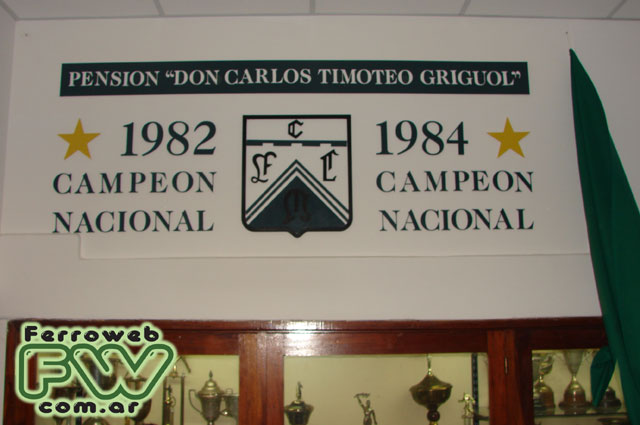 PENSION "DON CARLOS TIMOTEO GRIGUOL"
1982
CAMPEON
NACIONAL
C
F C
M
1984
CAMPEON
NACIONAL
Ferroweb
FW
com.ar